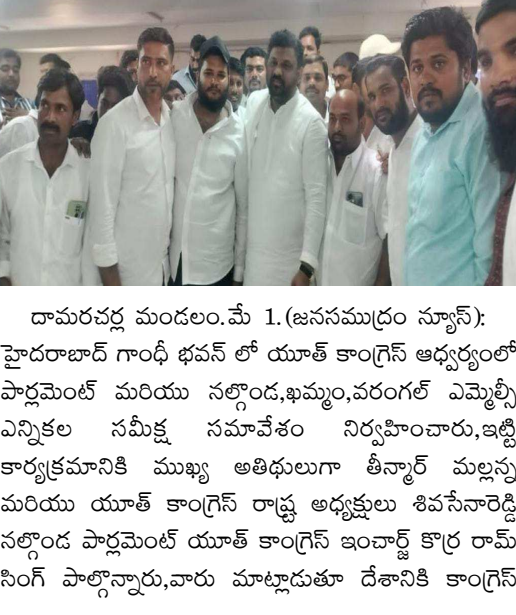 దామరచర్ల మండలం.మే 1.(జనసముద్రం న్యూస్):
హైదరాబాద్ గాంధీ భవన్ లో యూత్ కాంగ్రెస్ ఆధ్వర్యంలో
పార్లమెంట్ మరియు నల్గొండ,ఖమ్మం,వరంగల్ ఎమ్మెల్సీ
ఎన్నికల సమీక్ష సమావేశం నిర్వహించారు,ఇట్టి
కార్యక్రమానికి ముఖ్య అతిథులుగా తీన్మార్ మల్లన్న
మరియు యూత్ కాంగ్రెస్ రాష్ట్ర అధ్యక్షులు శివసేనారెడ్డి
నల్గొండ పార్లమెంట్ యూత్ కాంగ్రెస్ ఇంచార్జ్ కొర్ర రామ్
సింగ్ పాల్గొన్నారు,వారు మాట్లాడుతూ దేశానికి కాంగ్రెస్